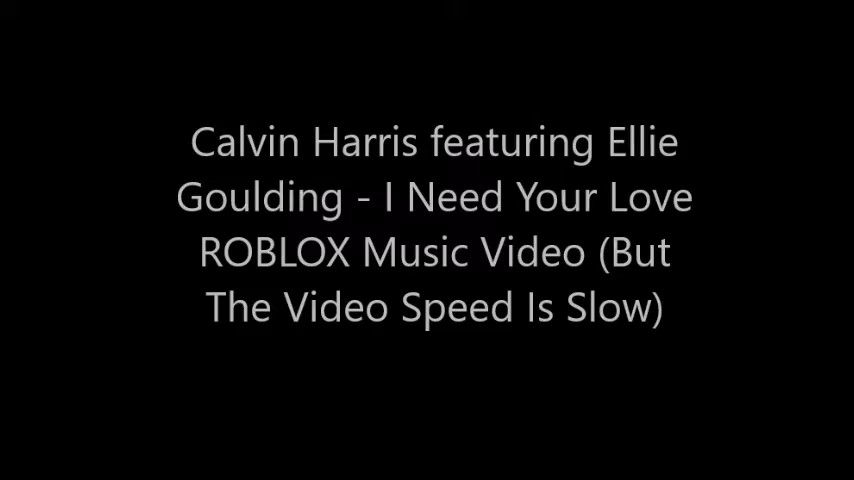 Calvin Harris featuring Ellie
Goulding - I Need Your Love
ROBLOX Music Video (But
The Video Speed Is Slow)